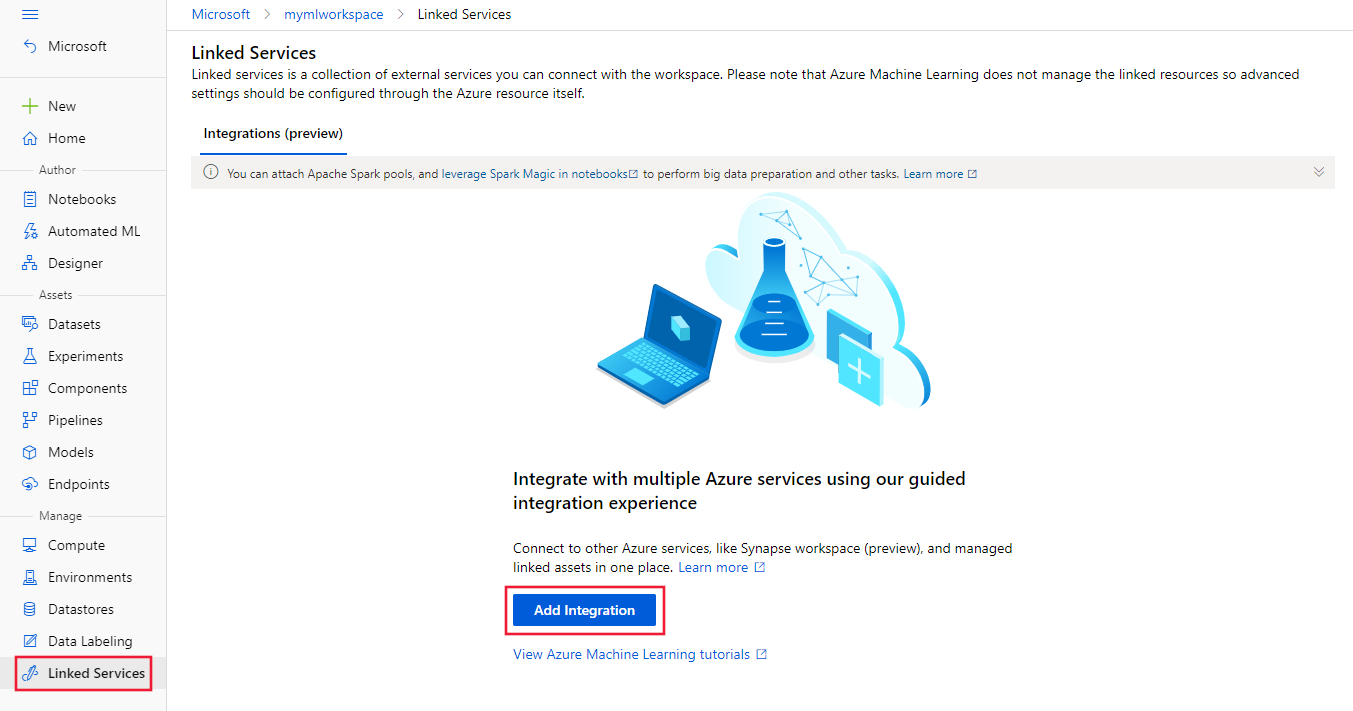 Microsoft > mymlworkspace > Linked Services
Microsoft
New
Home
Author
Notebooks
Automated ML
Designer
Assets
Datasets
Experiments
Components
Pipelines
Models
Endpoints
Manage
Compute
Environments
Datastores
Data Labeling
Linked Services
Linked Services
Linked services is a collection of external services you can connect with the workspace. Please note that Azure Machine Learning does not manage the linked resources so advanced
settings should be configured through the Azure resource itself.
Integrations (preview)
You can attach Apache Spark pools, and leverage Spark Magic in notebooks to perform big data preparation and other tasks. Learn more
Integrate with multiple Azure services using our guided
integration experience
Connect to other Azure services, like Synapse workspace (preview), and managed
linked assets in one place. Learn more
Add Integration
View Azure Machine Learning tutorials